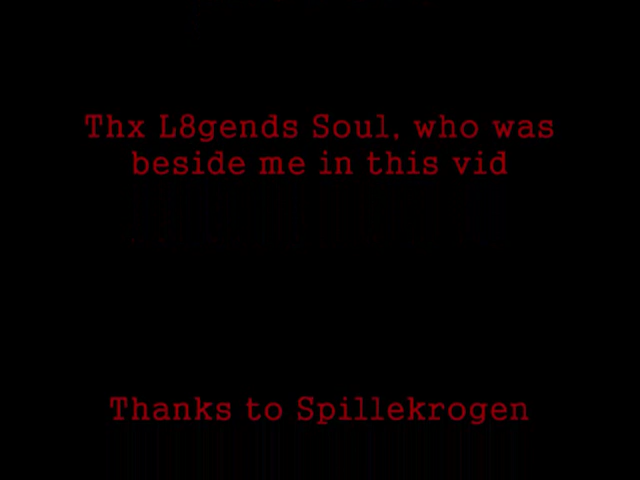 Thx L8gends Soul, who was
beside me in this vid
Thanks to Spillekrogen